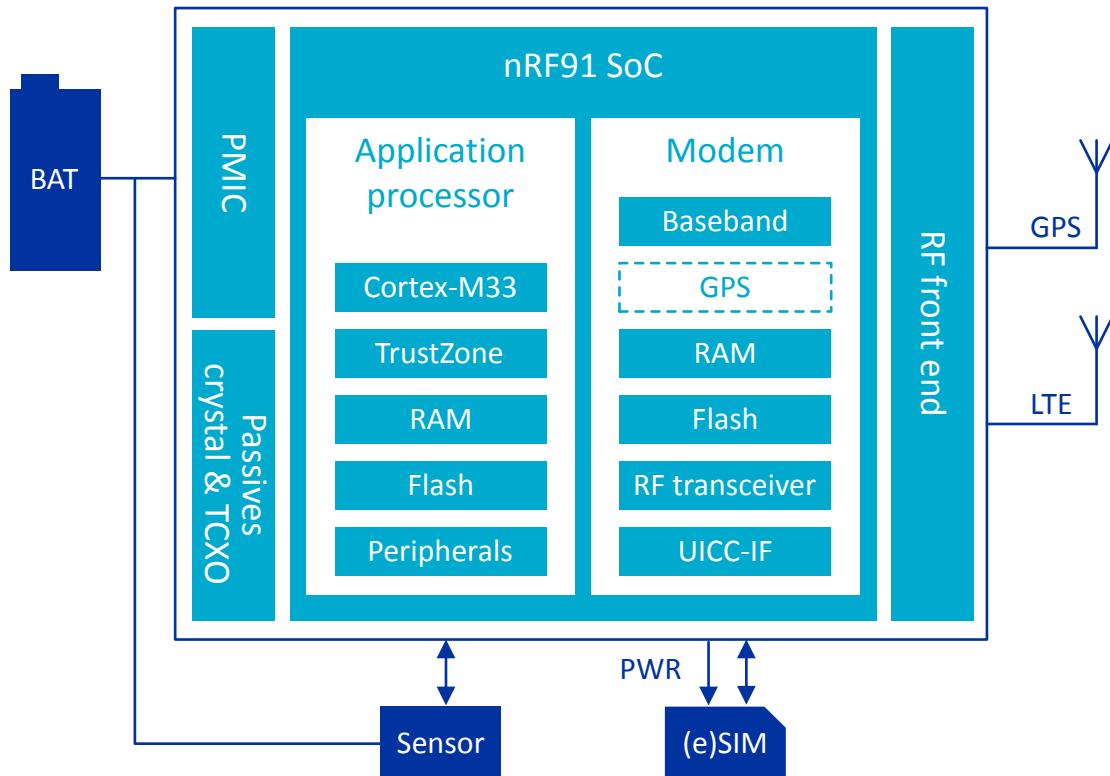 BAT
PMIC
Passives
crystal & TCXO
nRF91 SoC
Application
processor
Cortex-M33
TrustZone
RAM
Flash
Peripherals
Modem
Baseband
GPS
RAM
Flash
RF transceiver
UICC-IF
RF front end
GPS
LTE
PWR
Sensor
(e)SIM